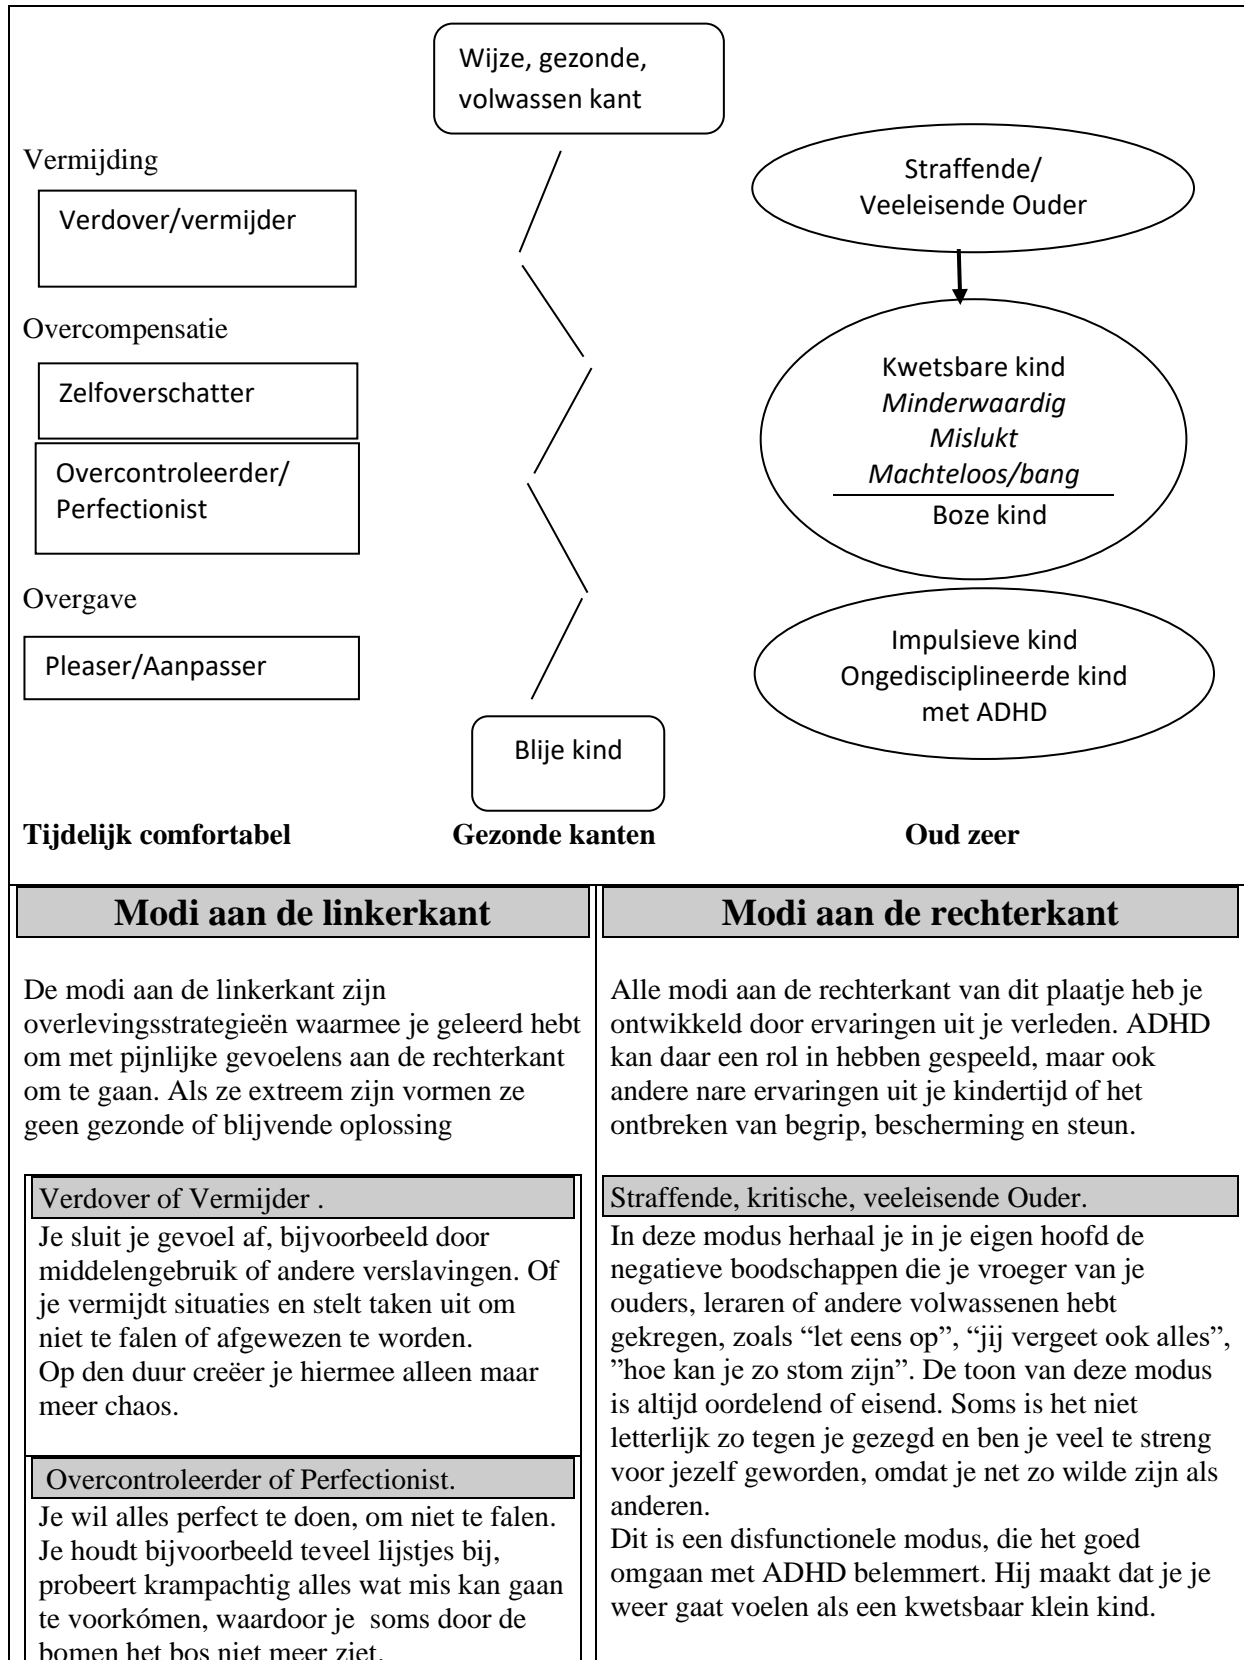 Wijze, gezonde,
volwassen kant
Vermijding
Verdover/vermijder
Straffende/
Veeleisende Ouder
Overcompensatie
Zelfoverschatter
Overcontroleerder/
Perfectionist
Kwetsbare kind
Minderwaardig
Mislukt
Machteloos/bang
Boze kind
Overgave
Pleaser/Aanpasser
Impulsieve kind
Ongedisciplineerde kind
met ADHD
Blije kind
Tijdelijk comfortabel
Gezonde kanten
Oud zeer
Modi aan de linkerkant
De modi aan de linkerkant zijn
overlevingsstrategieën waarmee je geleerd hebt
om met pijnlijke gevoelens aan de rechterkant
om te gaan. Als ze extreem zijn vormen ze
geen gezonde of blijvende oplossing
Verdover of Vermijder .
Je sluit je gevoel af, bijvoorbeeld door
middelengebruik of andere verslavingen. Of
je vermijdt situaties en stelt taken uit om
niet te falen of afgewezen te worden.
Op den duur creëer je hiermee alleen maar
meer chaos.
Overcontroleerder of Perfectionist.
Je wil alles perfect te doen, om niet te falen.
Je houdt bijvoorbeeld teveel lijstjes bij,
probeert krampachtig alles wat mis kan gaan
te voorkómen, waardoor je  soms door de
bomen het bos niet meer ziet.
Modi aan de rechterkant
Alle modi aan de rechterkant van dit plaatje heb je
ontwikkeld door ervaringen uit je verleden. ADHD
kan daar een rol in hebben gespeeld, maar ook
andere nare ervaringen uit je kindertijd of het
ontbreken van begrip, bescherming en steun.
Straffende, kritische, veeleisende Ouder.
In deze modus herhaal je in je eigen hoofd de
negatieve boodschappen die je vroeger van je
ouders, leraren of andere volwassenen hebt
gekregen, zoals “let eens op”, “jij vergeet ook alles”,
”hoe kan je zo stom zijn”. De toon van deze modus
is altijd oordelend of eisend. Soms is het niet
letterlijk zo tegen je gezegd en ben je veel te streng
voor jezelf geworden, omdat je net zo wilde zijn als
anderen.
Dit is een disfunctionele modus, die het goed
omgaan met ADHD belemmert. Hij maakt dat je je
weer gaat voelen als een kwetsbaar klein kind.